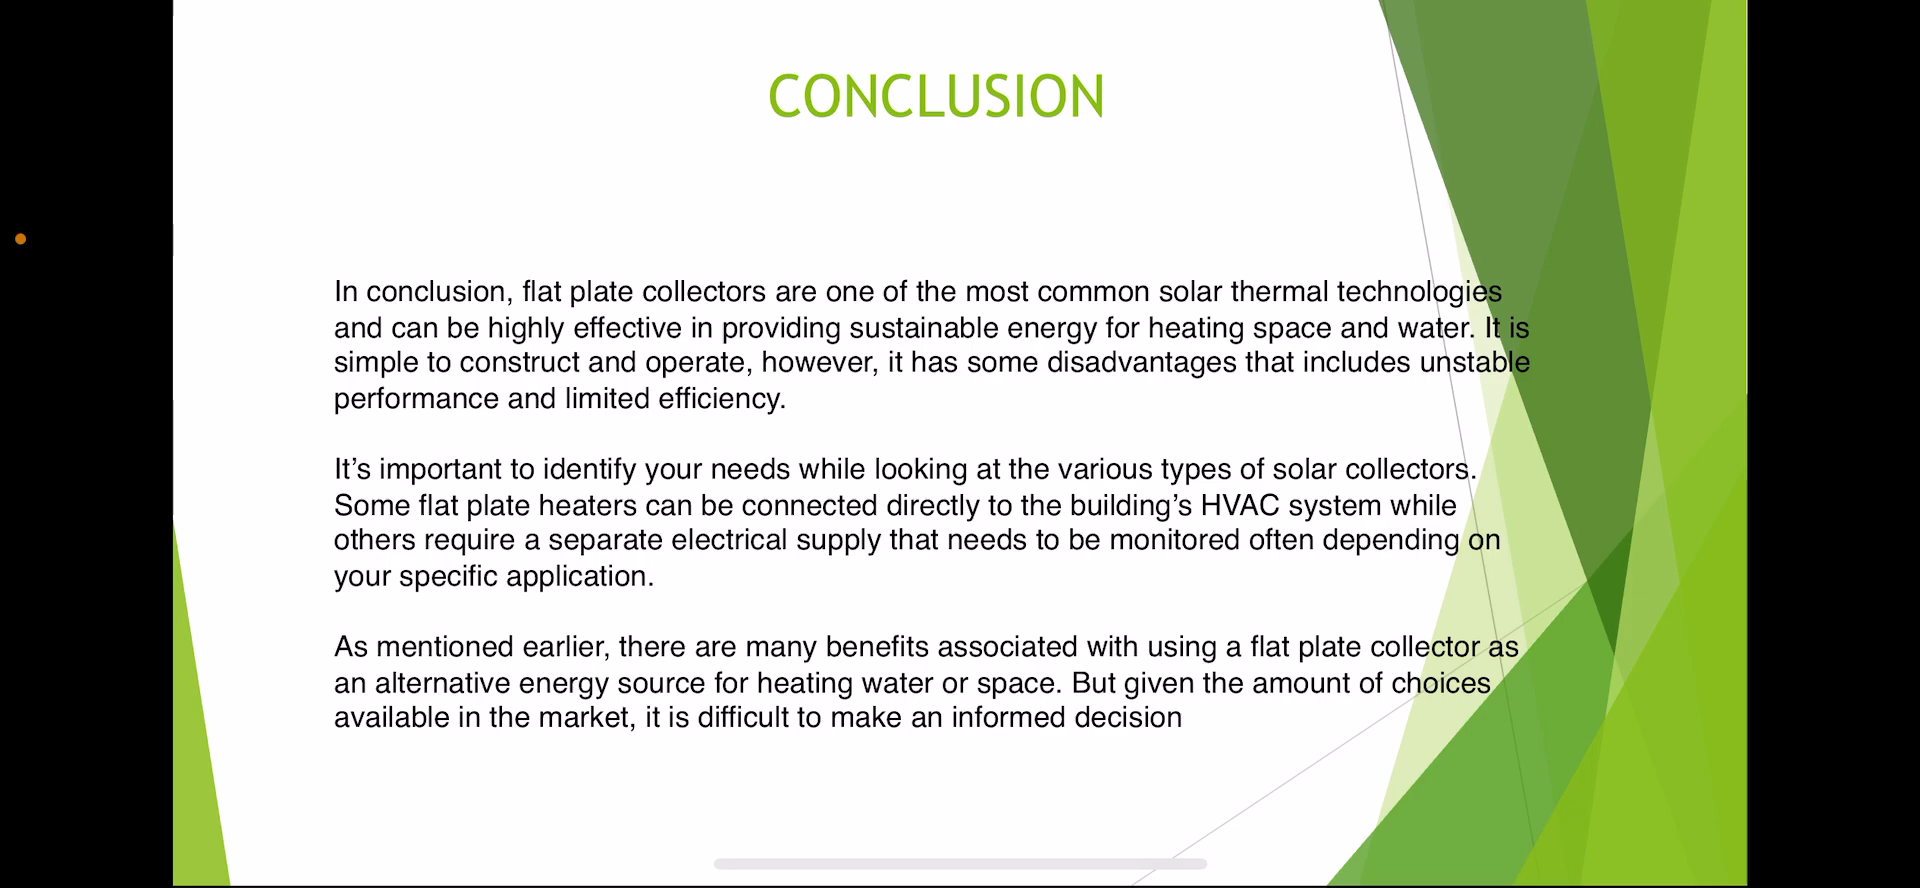 CONCLUSION
In conclusion, flat plate collectors are one of the most common solar thermal technologies
and can be highly effective in providing sustainable energy for heating space and water. It is
simple to construct and operate, however, it has some disadvantages that includes unstable
performance and limited efficiency.
It’s important to identify your needs while looking at the various types of solar collectors.
Some flat plate heaters can be connected directly to the building’s HVAC system while
others require a separate electrical supply that needs to be monitored often depending on
your specific application.
As mentioned earlier, there are many benefits associated with using a flat plate collector as
an alternative energy source for heating water or space. But given the amount of choices
available in the market, it is difficult to make an informed decision